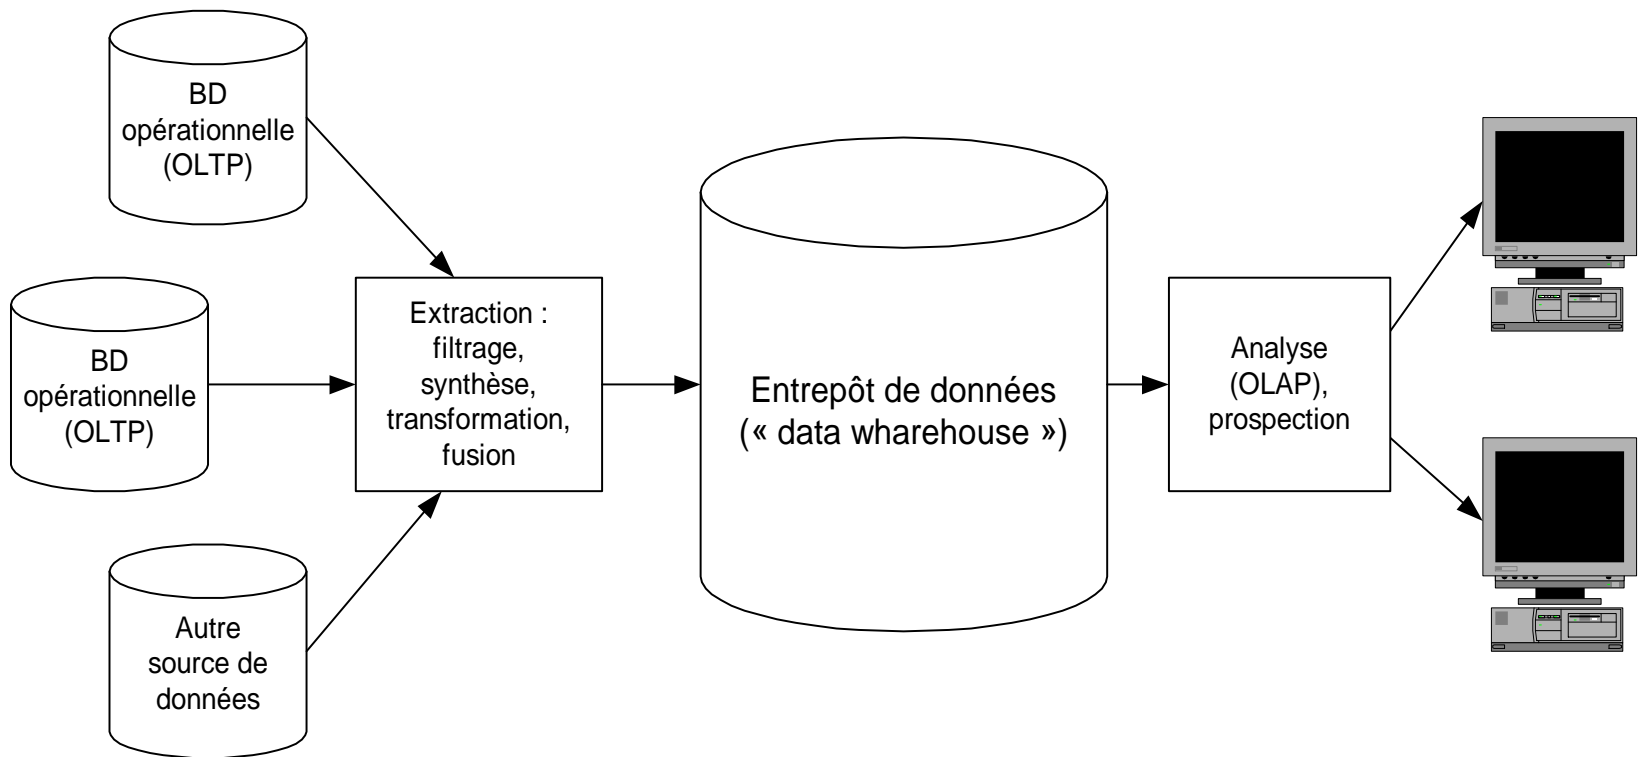 BD
opérationnelle
(OLTP)
BD
opérationnelle
(OLTP)
Autre
source de
données
Extraction :
filtrage,
synthèse,
transformation,
fusion
Entrepôt de données
(« data wharehouse »)
Analyse
(OLAP),
prospection